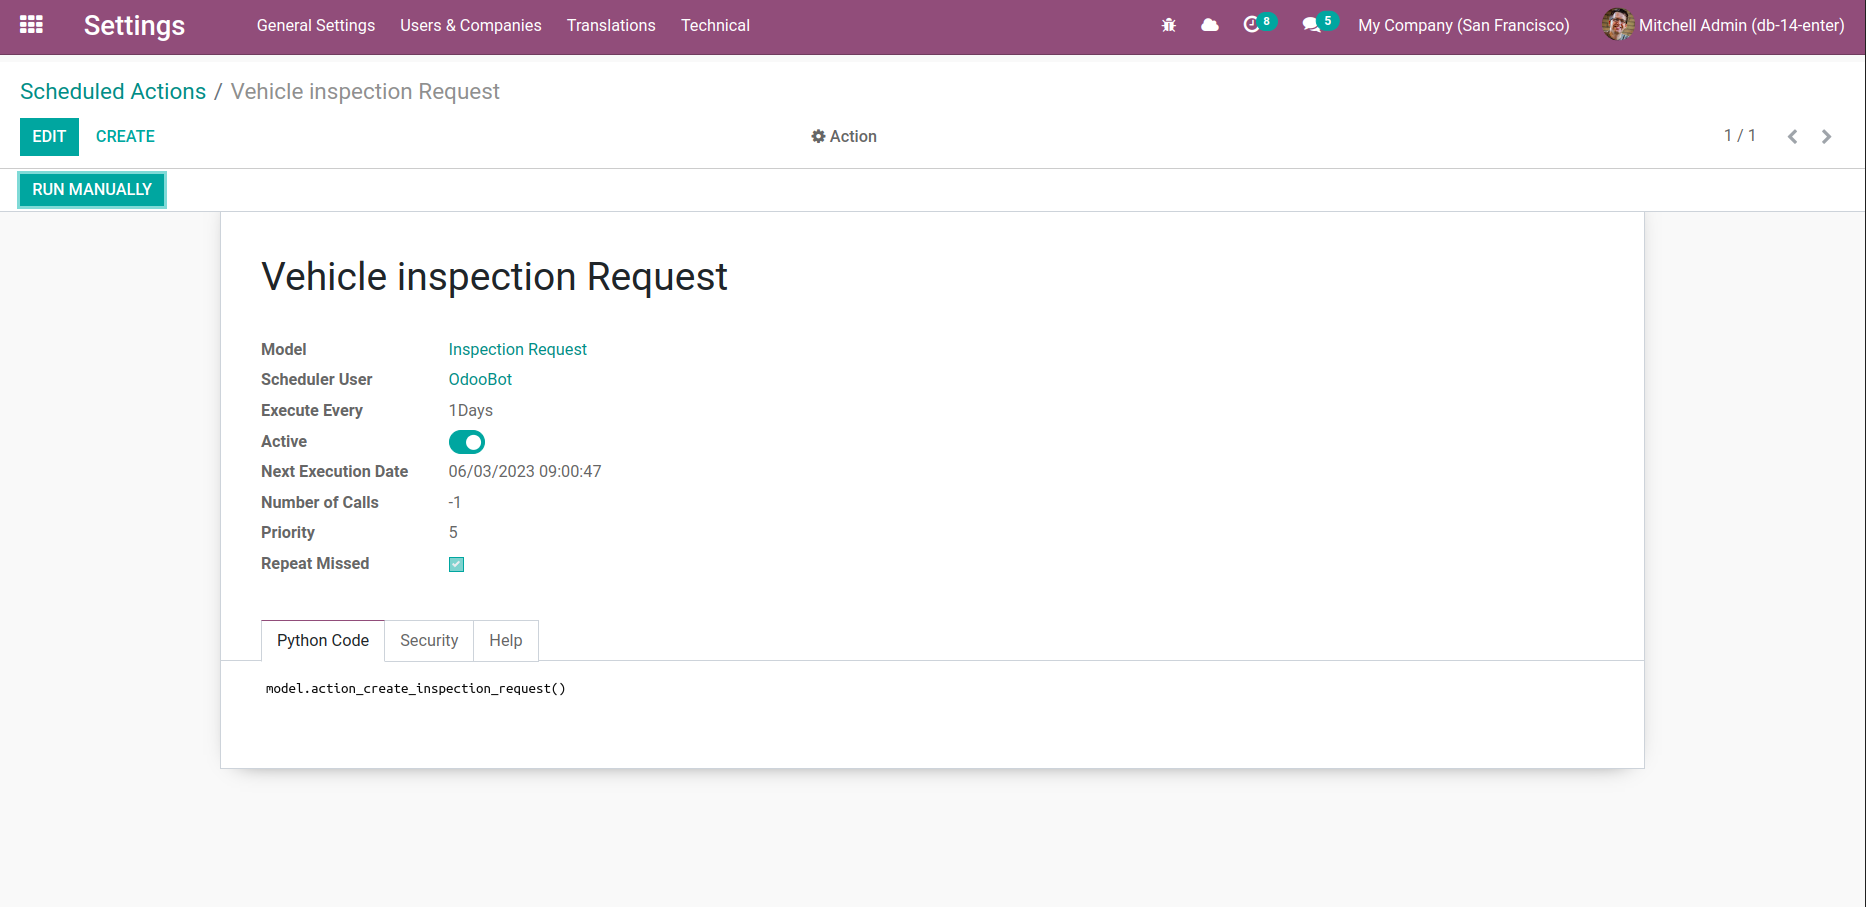 Settings General Settings Users & Companies Translations Technical 8 5 My Company (San Francisco) Mitchell Admin (db-14-enter)
Scheduled Actions / Vehicle inspection Request
EDIT CREATE Action 1 / 1
RUN MANUALLY
Vehicle inspection Request
Model Inspection Request
Scheduler User OdooBot
Execute Every 1Days
Active
Next Execution Date 06/03/2023 09:00:47
Number of Calls -1
Priority 5
Repeat Missed
Python Code Security Help
model.action_create_inspection_request()